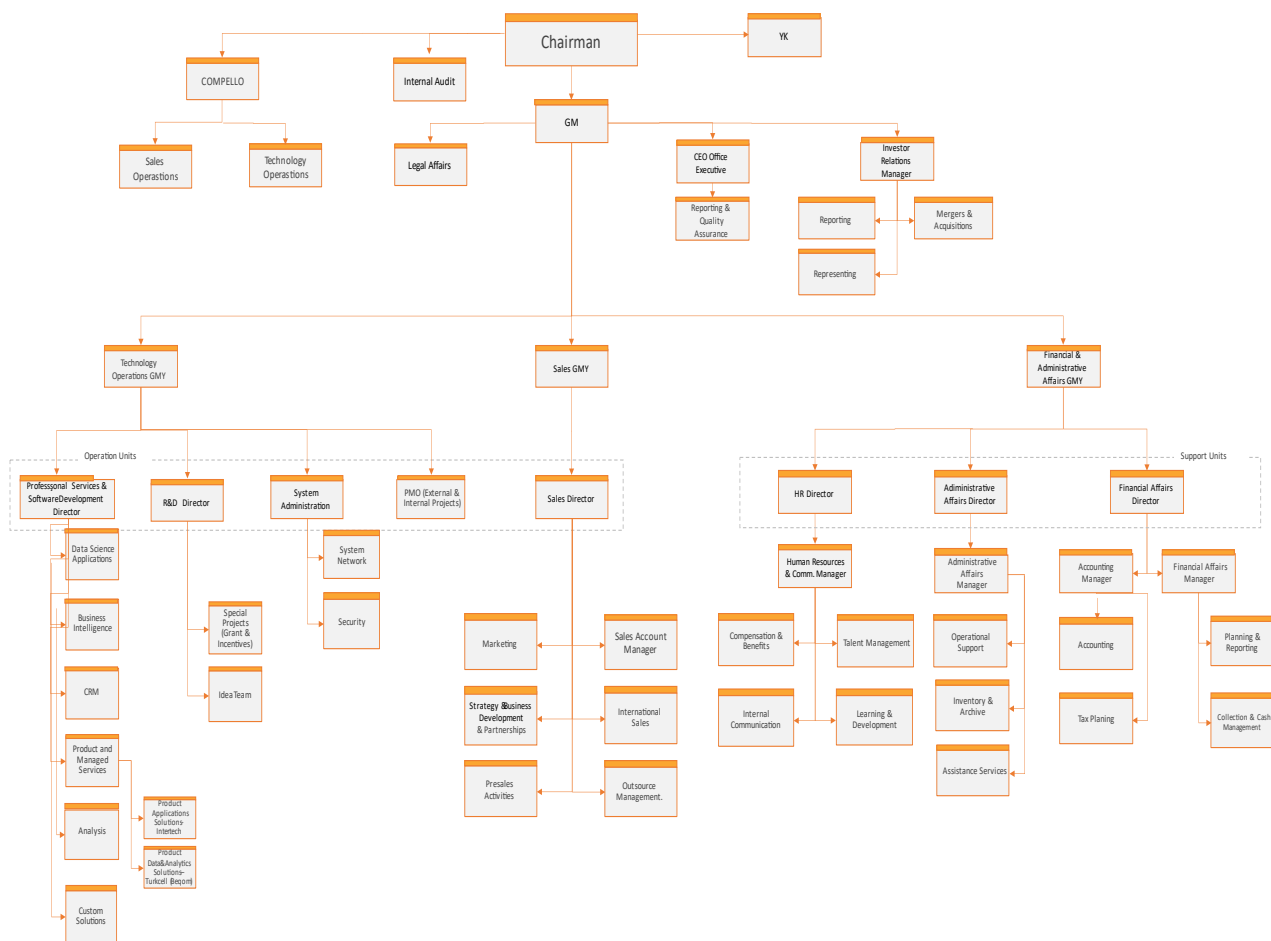 Chairman
YK
COMPELLO
Internal Audit
GM
Sales
Operastions
Technology
Operastions
Legal Affairs
CEO Office
Executive
Investor
Relations
Manager
Reporting &
Quality
Assurance
Reporting
Mergers &
Acquisitions
Representing
Technology
Operations GMY
Sales GMY
Financial &
Administrative
Affairs GMY
Operation Units
Support Units
Professonal Services &
SoftwareDevelopment
Director
R&D Director
System
Administration
PMO (External &
Internal Projects)
Sales Director
HR Director
Administrative
Affairs Director
Financial Affairs
Director
Data Science
Applications
System
Network
Human Resources
& Comm. Manager
Administrative
Affairs
Manager
Accounting
Manager
Financial Affairs
Manager
Business
Intelligence
Special
Projects
(Grant &
Incentives)
Security
Marketing
Sales Account
Manager
Compensation &
Benefits
Talent Management
Operational
Support
Accounting
Planning &
Reporting
CRM
IdeaTeam
Strategy &Business
Development
& Partnerships
International
Sales
Internal
Communication
Learning &
Development
Inventory &
Archive
Tax Planing
Collection & Cash
Management
Product and
Managed
Services
Presales
Activities
Outsource
Management.
Assistance Services
Analysis
Product
Applications
Solutions-
Intertech
Product
Data&Analytics
Solutions-
Turkcell (Beqom)
Custom
Solutions